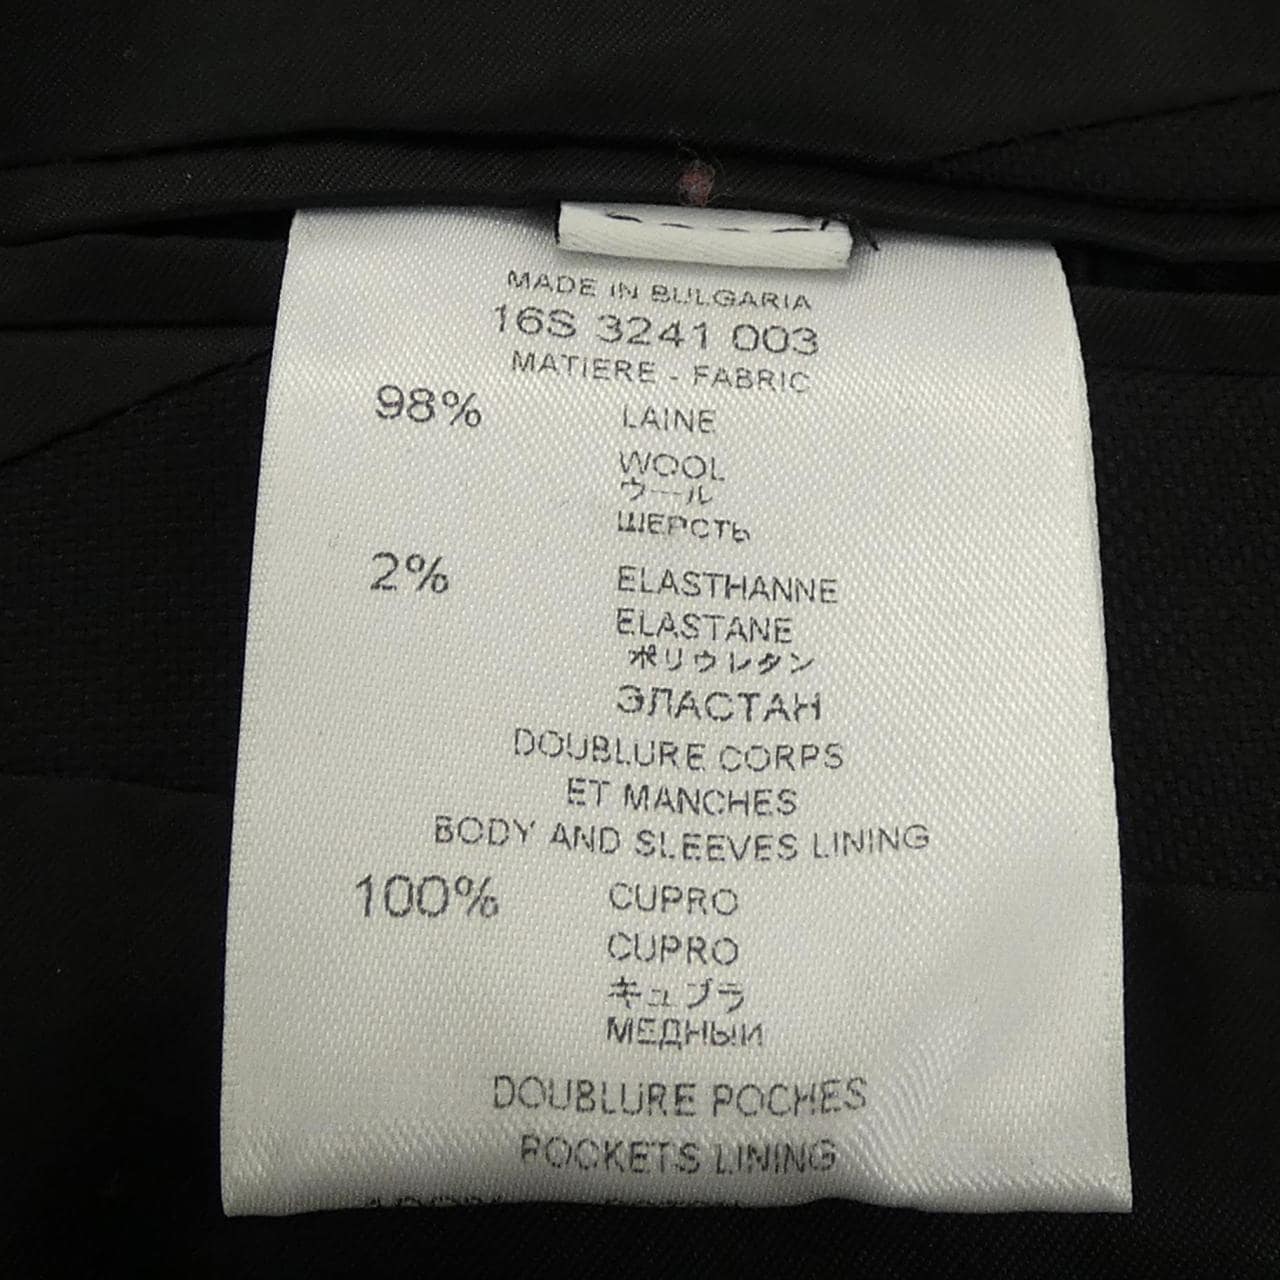 MADE IN BULGARIA
16S 3241 003
MATIERE - FABRIC
98% LAINE
WOOL
ウール
ШЕРСТЬ
2% ELASTHANNE
ELASTANE
ポリウレタン
ЭЛАСТАН
DOUBLURE CORPS
ET MANCHES
BODY AND SLEEVES LINING
100% CUPRO
CUPRO
キュプラ
МЕДНЫЙ
DOUBLURE POCHES
POCKETS LINING